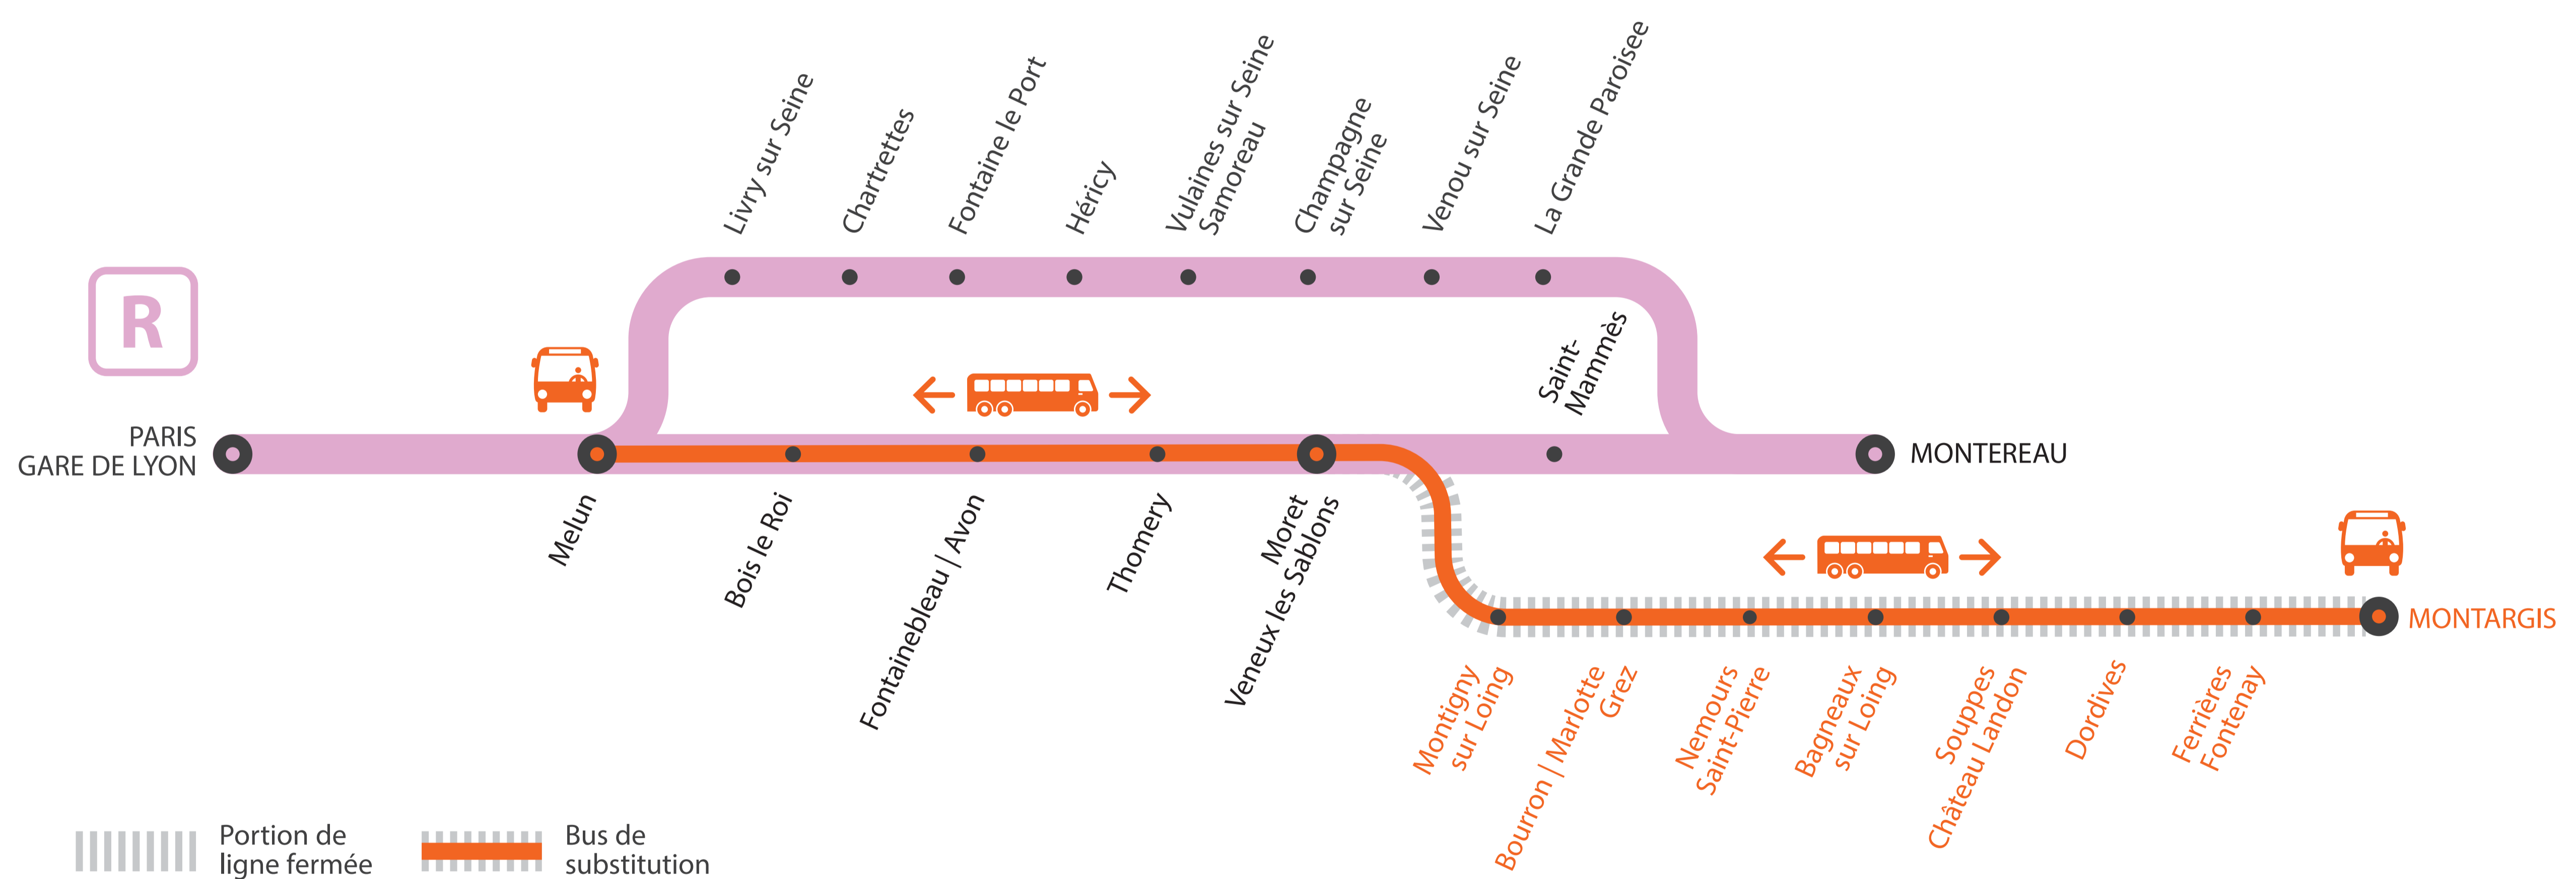 Livry sur Seine
Chartrettes
Fontaine le Port
Héricy
Vulaines sur Seine
Samoreau
Champagne
sur Seine
Venou sur Seine
La Grande Paroisee
R
Saint-
Mammès
PARIS
GARE DE LYON
MONTEREAU
Melun
Bois le Roi
Fontainebleau | Avon
Thomery
Moret
Veneux les Sablons
MONTARGIS
Montigny
sur Loing
Bourron | Marlotte
Grez
Nemours
Saint-Pierre
Bagneaux
sur Loing
Souppes
Château Landon
Dordives
Ferrières
Fontenay
Portion de
ligne fermée
Bus de
substitution